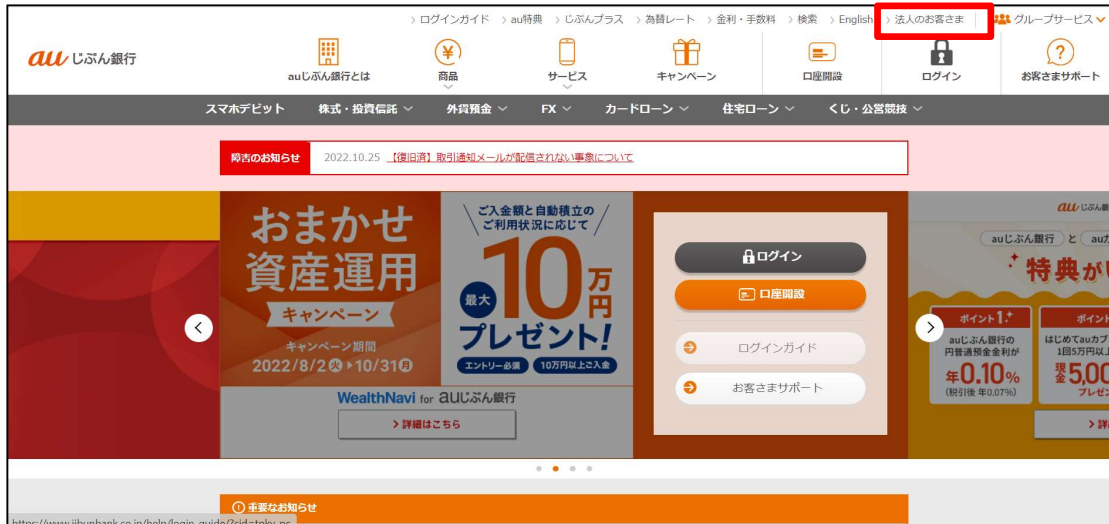 ログインガイド au特典 じぶんプラス 為替レート 金利・手数料 検索 English 法人のお客さま グループサービス
au じぶん銀行
auじぶん銀行とは 商品 サービス キャンペーン 口座開設 ログイン お客さまサポート
スマホデビット 株式・投資信託 外貨預金 FX カードローン 住宅ローン くじ・公営競技
障害のお知らせ 2022.10.25 【復旧済】取引通知メールが配信されない事象について
おまかせ
資産運用
キャンペーン
キャンペーン期間
2022/8/2火▸10/31月
ご入金額と自動積立の
ご利用状況に応じて
最大10万円
プレゼント!
エントリー必須 10万円以上ご入金
WealthNavi for auじぶん銀行
>詳細はこちら
ログイン
口座開設
ログインガイド
お客さまサポート
au じぶん
auじぶん銀行 と au
特典が
ポイント1
auじぶん銀行の
円普通預金金利が
年0.10%
(税引後 年0.07%)
ポイント
はじめてauカブ
1回5万円以
現金5,00
プレゼ
重要なお知らせ